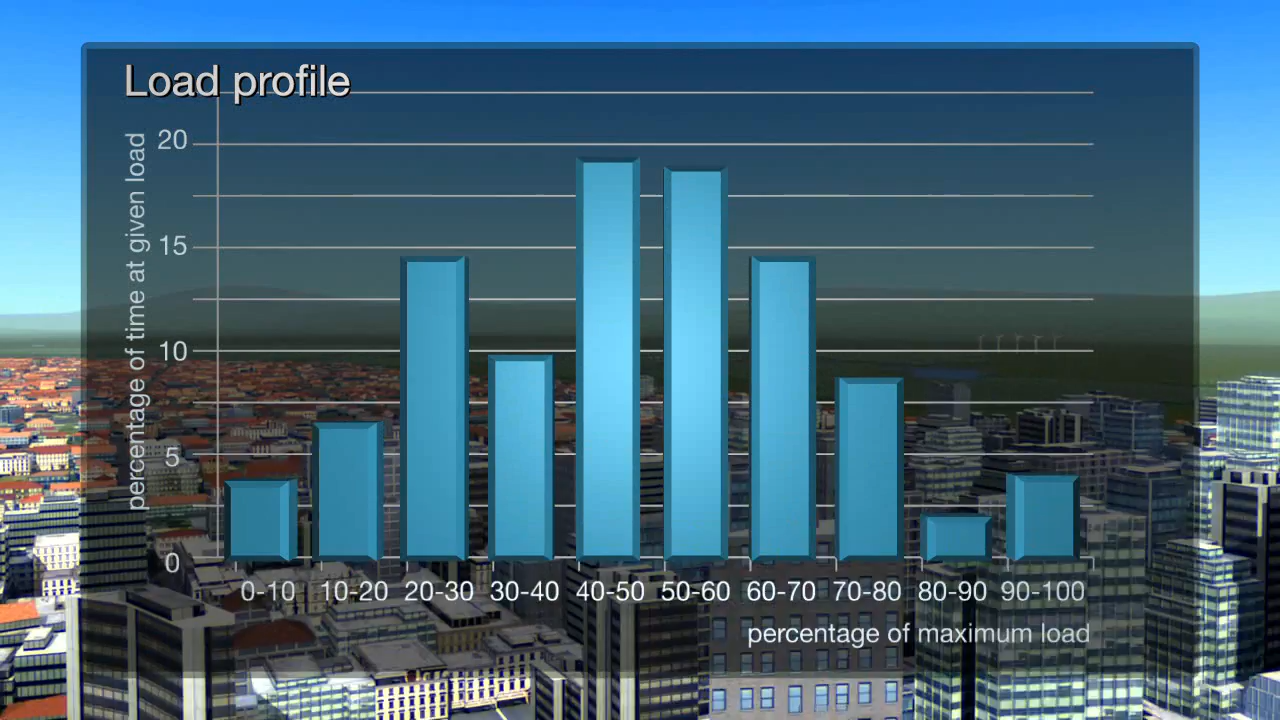 Load profile
percentage of time at given load
20
15
10
5
0
0-10 10-20 20-30 30-40 40-50 50-60 60-70 70-80 80-90 90-100
percentage of maximum load